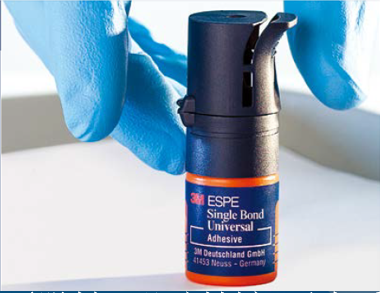 3M ESPE
Single Bond
Universal
Adhesive
3M Deutschland GmbH
41453 Neuss - Germany